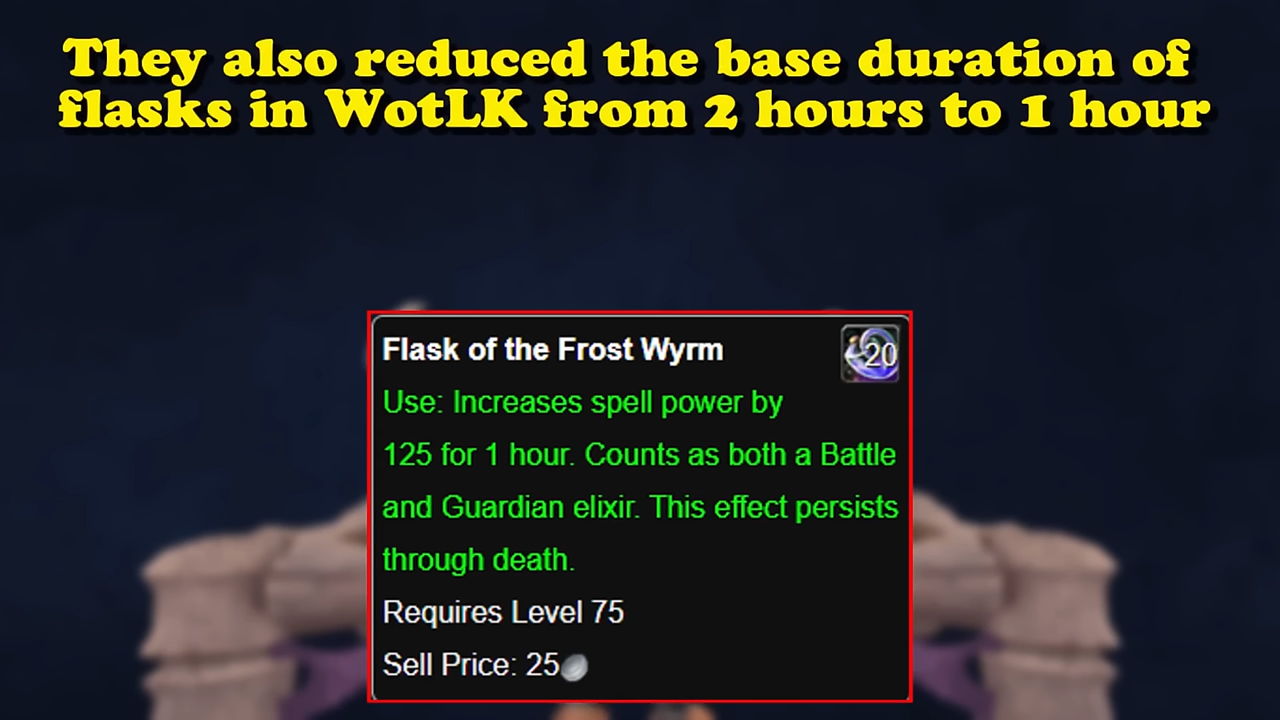 They also reduced the base duration of
flasks in WotLK from 2 hours to 1 hour
Flask of the Frost Wyrm
20
Use: Increases spell power by
125 for 1 hour. Counts as both a Battle
and Guardian elixir. This effect persists
through death.
Requires Level 75
Sell Price: 25